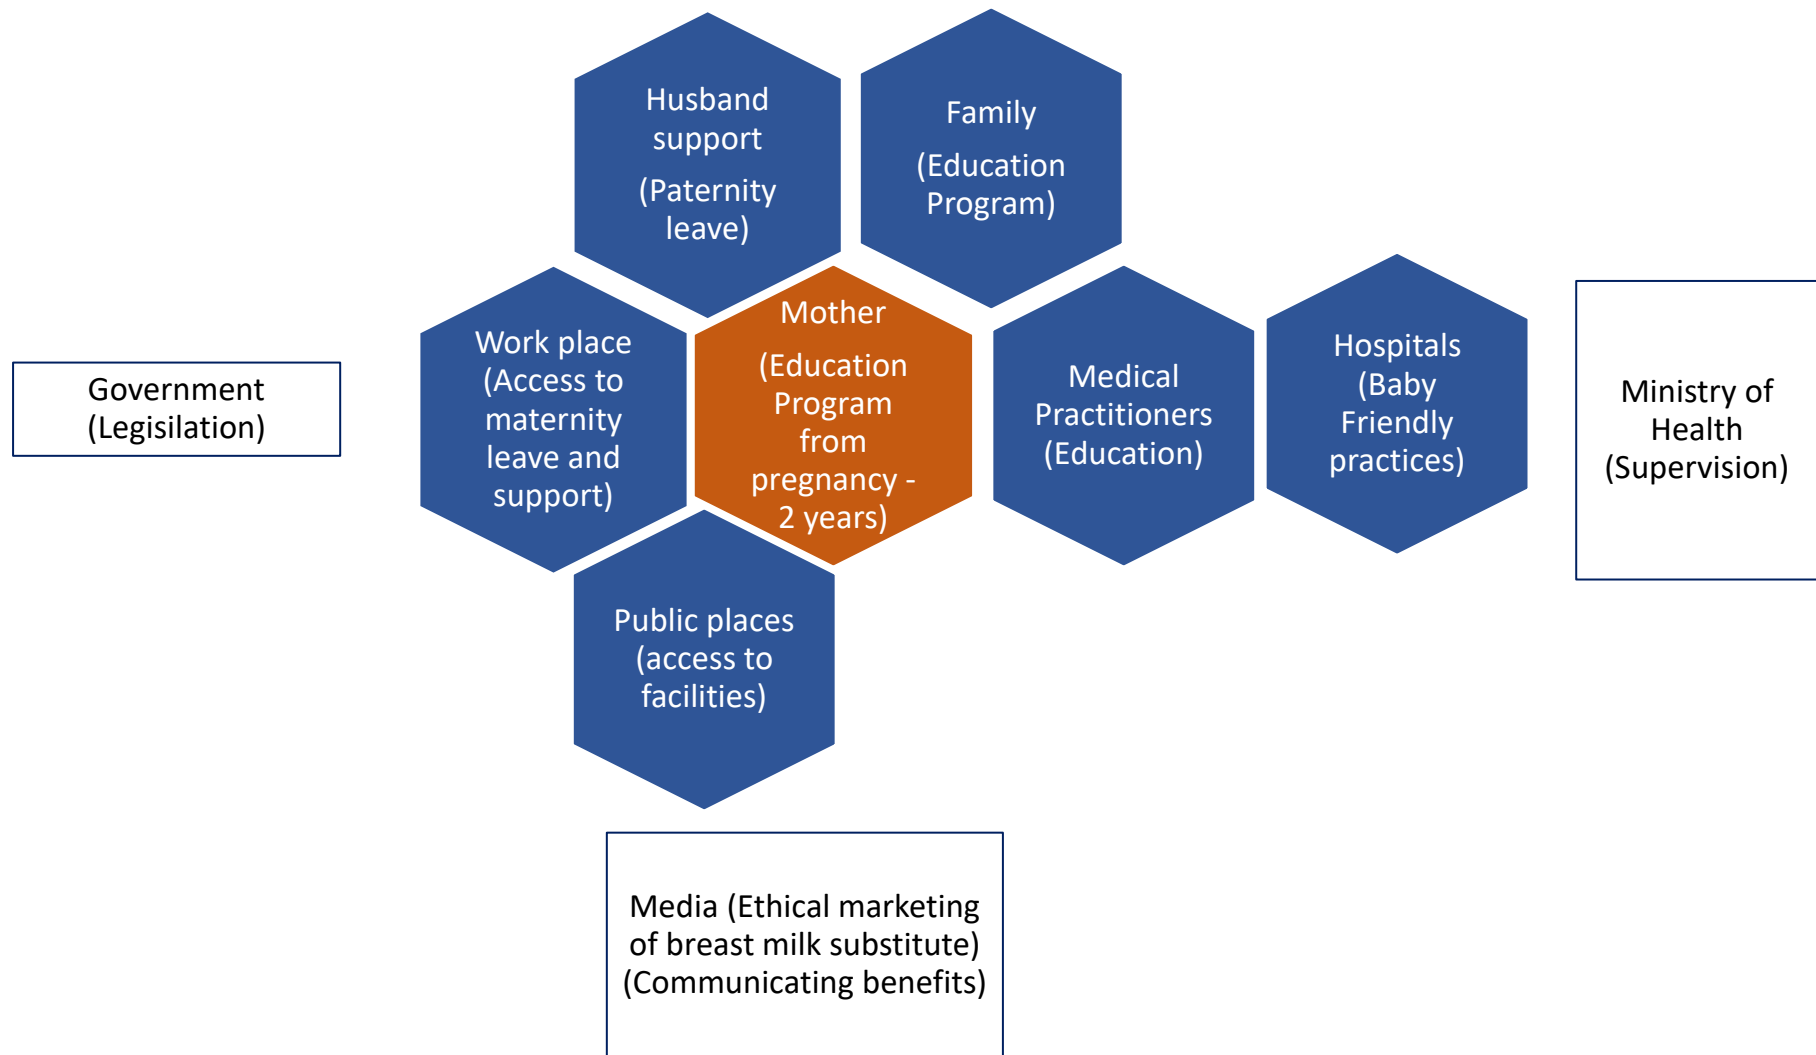 Husband
support
(Paternity
leave)
Family
(Education
Program)
Government
(Legisilation)
Work place
(Access to
maternity
leave and
support)
Mother
(Education
Program
from
pregnancy -
2 years)
Medical
Practitioners
(Education)
Hospitals
(Baby
Friendly
practices)
Ministry of
Health
(Supervision)
Public places
(access to
facilities)
Media (Ethical marketing
of breast milk substitute)
(Communicating benefits)